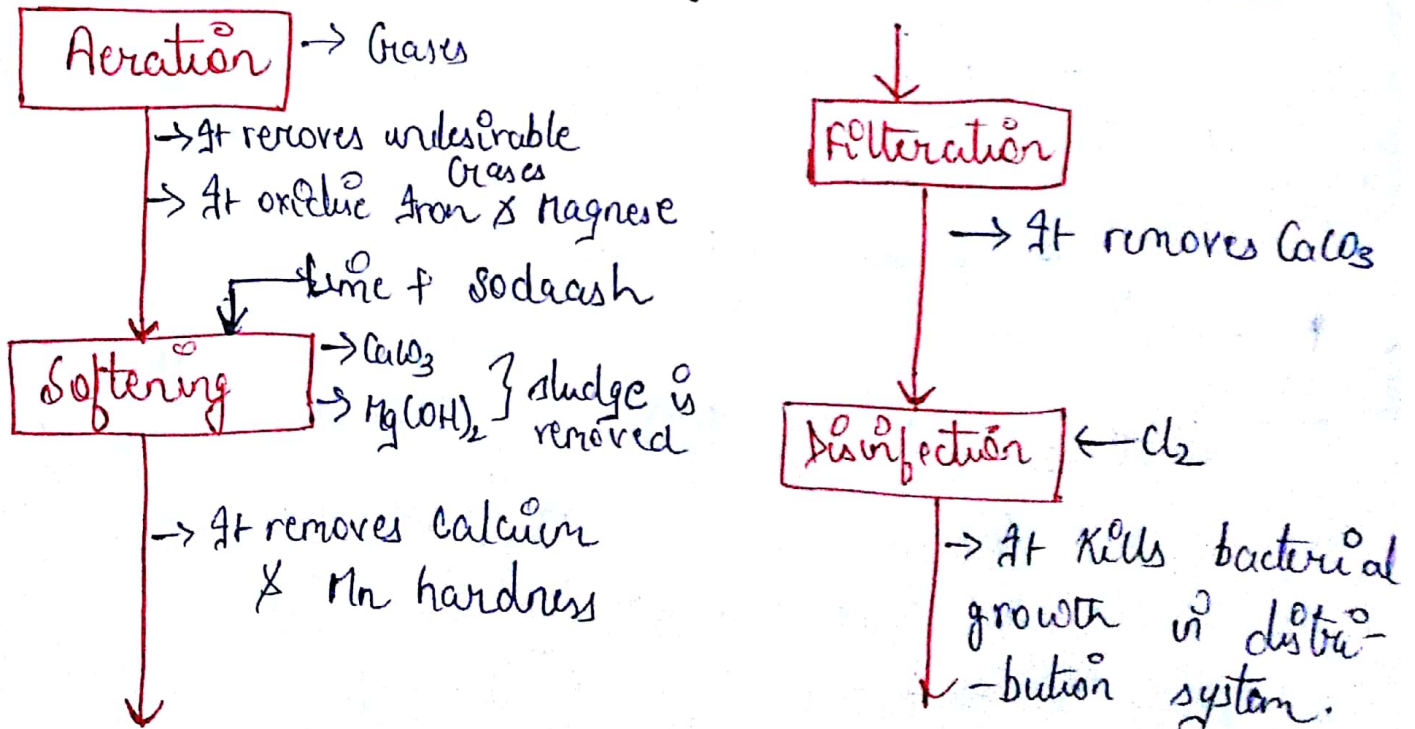 Aeration → Gases
→ It removes undesirable
Gases
→ It oxidise Iron & Magnese
lime + sodaash
Softening
→ CaCO3
→ Mg(OH)2 } sludge is
removed
→ It removes calcium
& Mn hardness
Filteration
→ It removes CaCO3
Disinfection ← Cl2
→ It Kills bacterial
growth in distri-
-bution system.